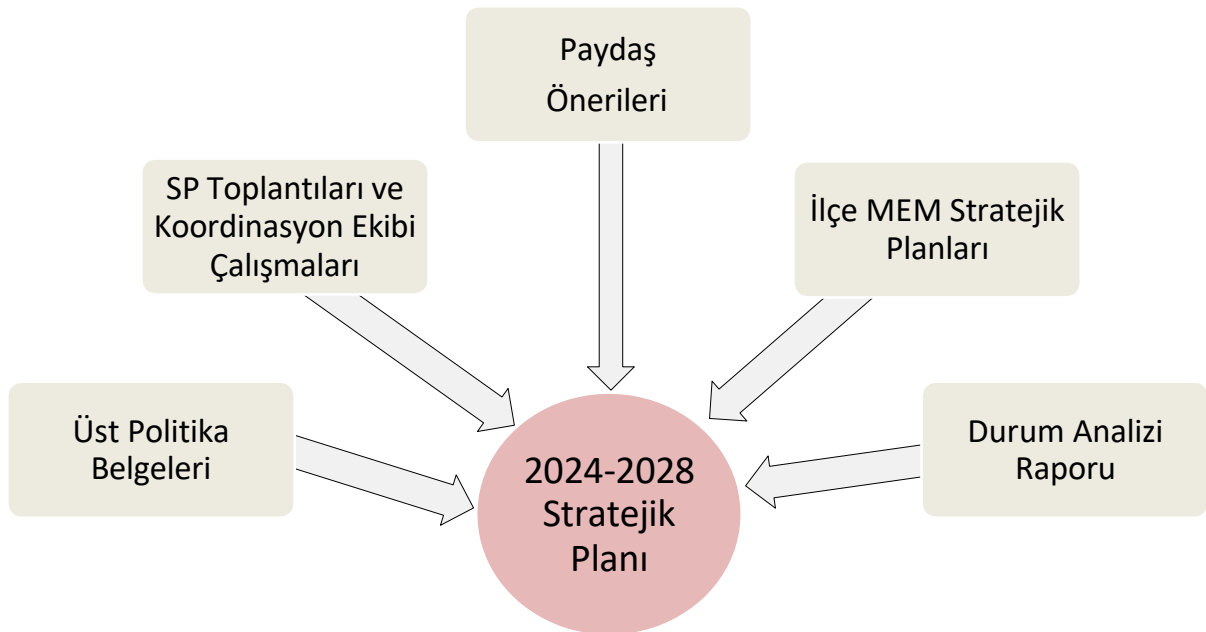 Paydaş
Önerileri
SP Toplantıları ve
Koordinasyon Ekibi
Çalışmaları
İlçe MEM Stratejik
Planları
Üst Politika
Belgeleri
2024-2028
Stratejik
Planı
Durum Analizi
Raporu